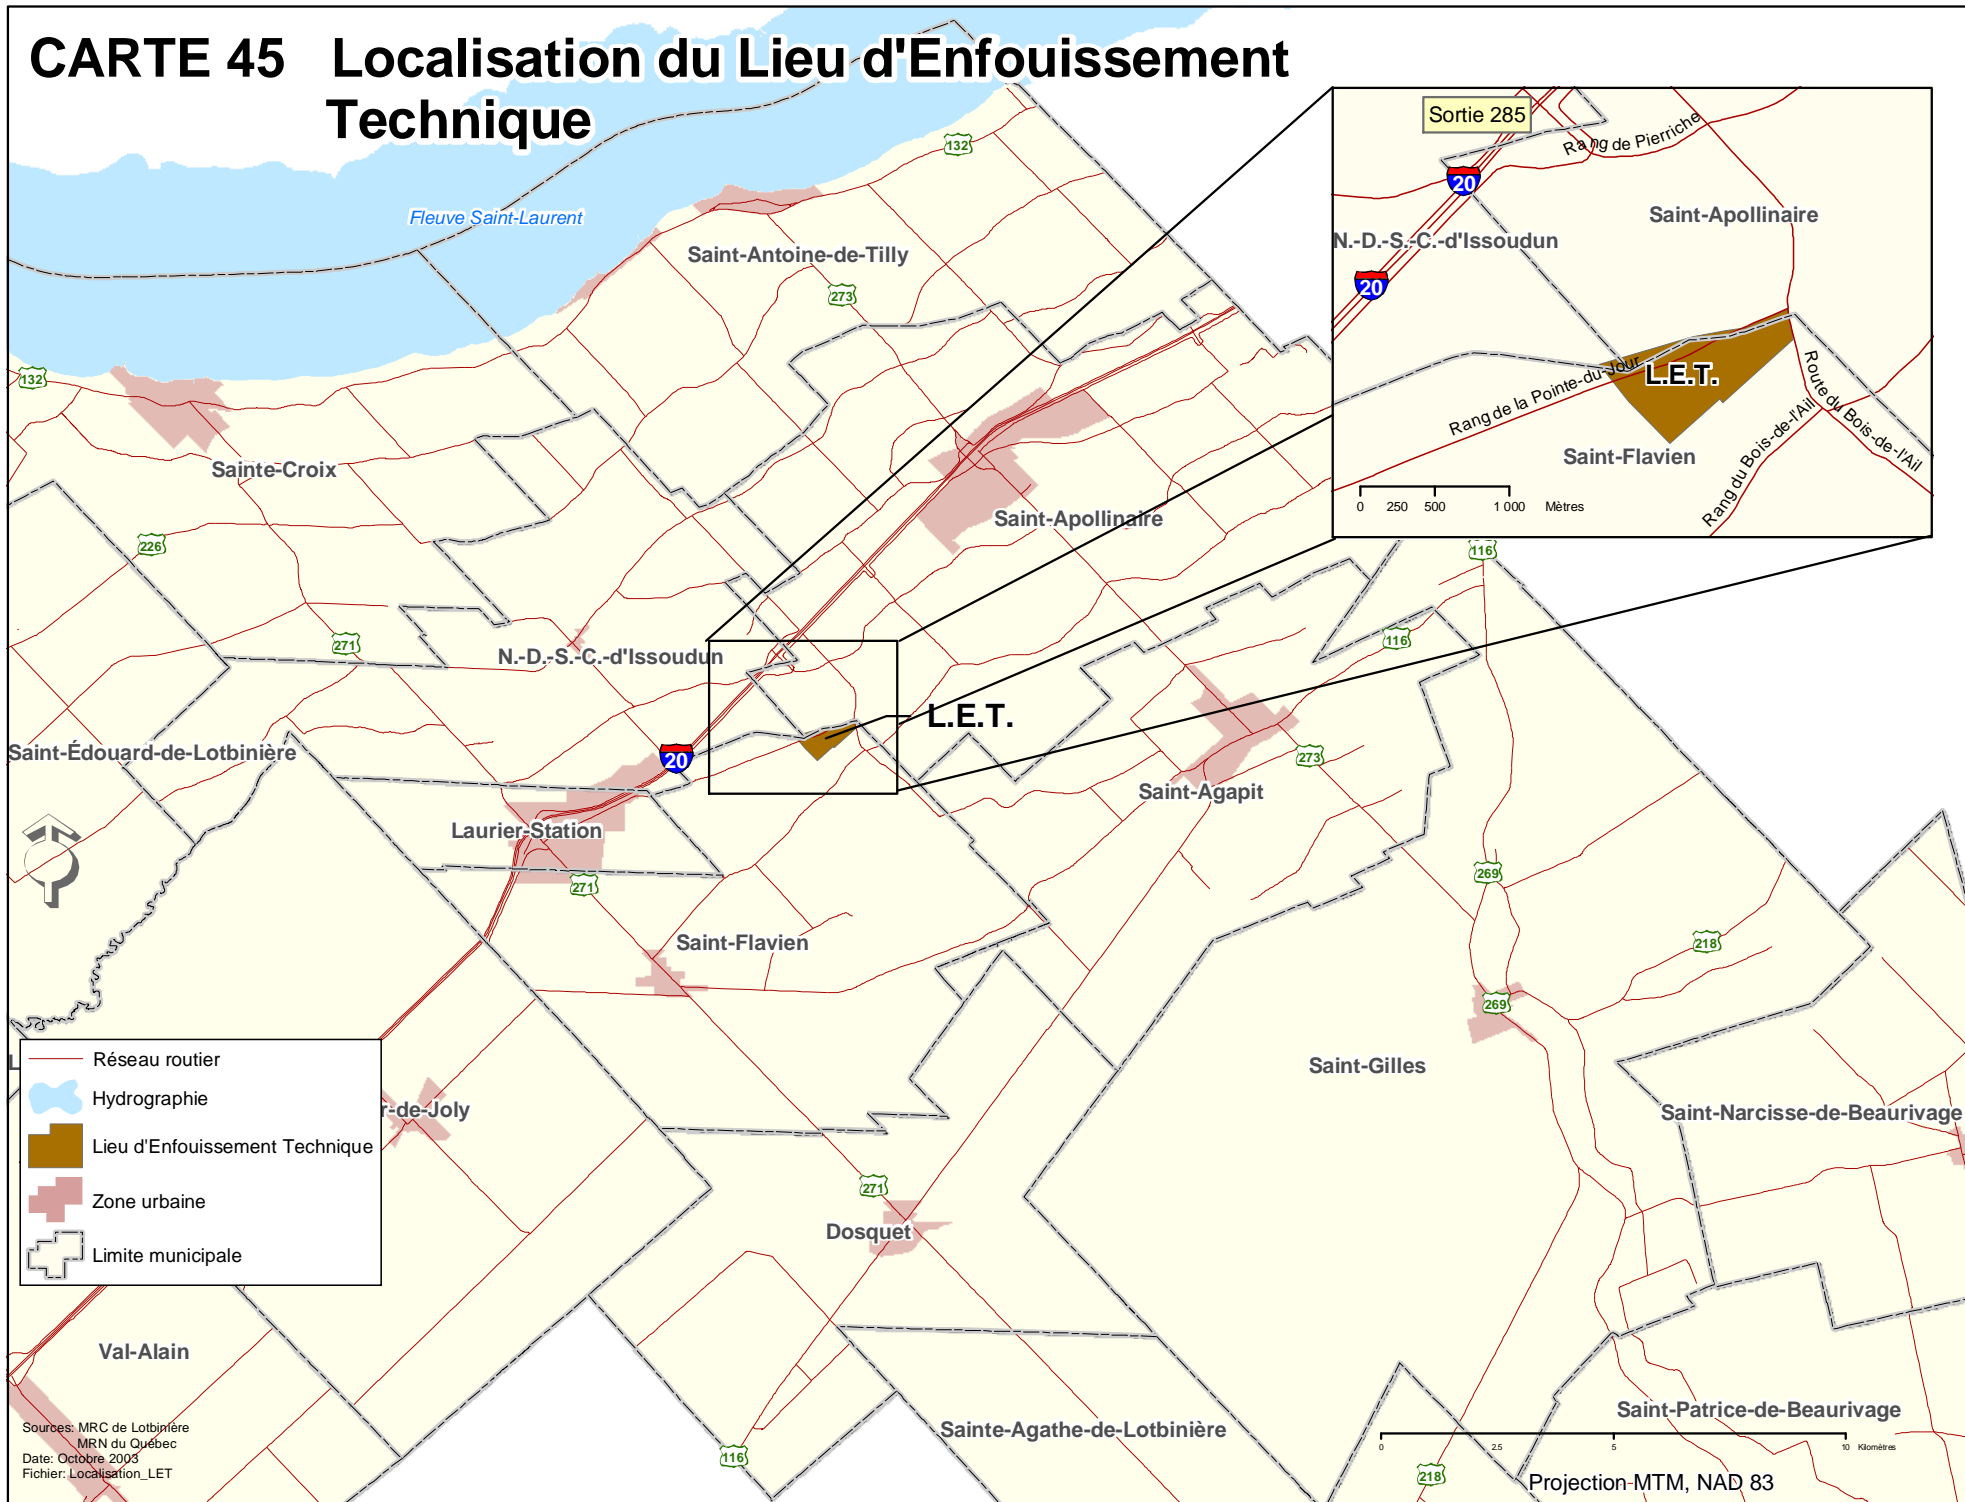 CARTE 45 Localisation du Lieu d'Enfouissement
Technique
Sortie 285
Rang de Pierriche
20
Saint-Apollinaire
N.-D.-S.-C.-d'Issoudun
20
L.E.T.
Rang de la Pointe-du-Jour
Route du Bois-de-l'Ail
Rang du Bois-de-l'Ail
Saint-Flavien
0 250 500 1 000 Mètres
132
Fleuve Saint-Laurent
Saint-Antoine-de-Tilly
273
132
Sainte-Croix
Saint-Apollinaire
226
116
271
116
N.-D.-S.-C.-d'Issoudun
L.E.T.
Saint-Édouard-de-Lotbinière
20
273
Saint-Agapit
Laurier-Station
271
269
Saint-Flavien
218
269
Saint-Gilles
Réseau routier
Hydrographie
Lieu d'Enfouissement Technique
Zone urbaine
Limite municipale
r-de-Joly
Saint-Narcisse-de-Beaurivage
271
Dosquet
Val-Alain
Saint-Patrice-de-Beaurivage
Sainte-Agathe-de-Lotbinière
116
218
0 2.5 5 10 Kilomètres
Sources: MRC de Lotbinière
MRN du Québec
Date: Octobre 2003
Fichier: Localisation_LET
Projection MTM, NAD 83